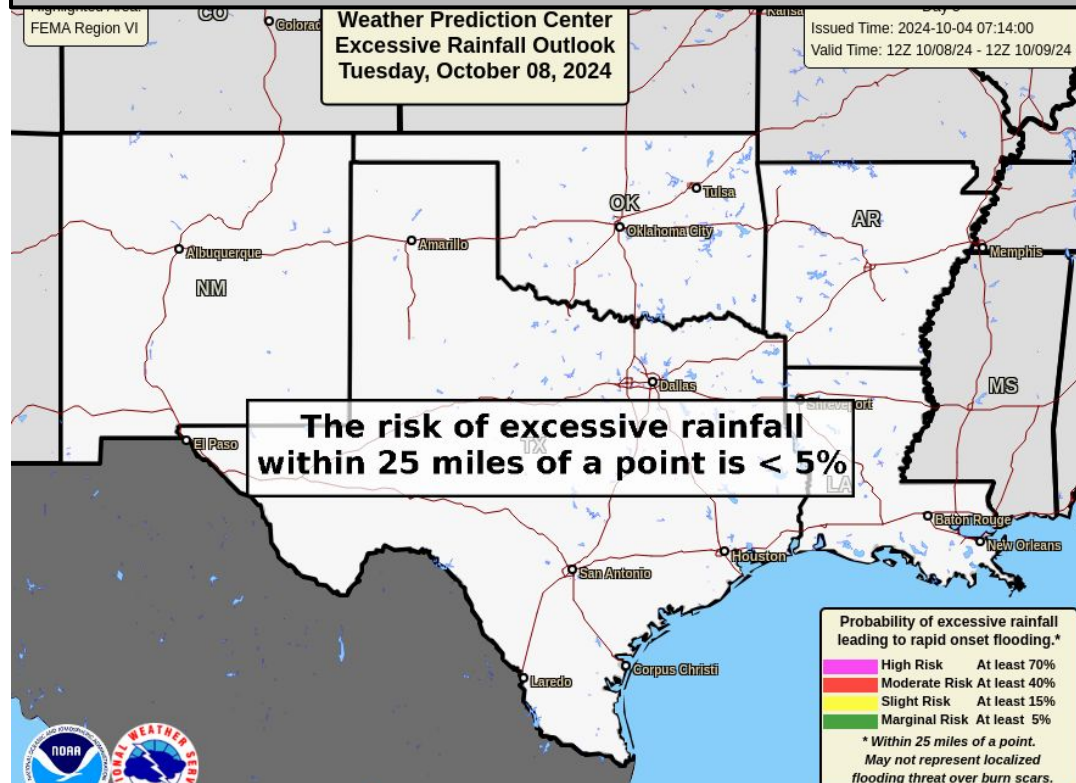 FEMA Region VI
Weather Prediction Center
Excessive Rainfall Outlook
Tuesday, October 08, 2024
Issued Time: 2024-10-04 07:14:00
Valid Time: 12Z 10/08/24 - 12Z 10/09/24
CO
Colorad
Kansa
Tulsa
OK
Oklahoma City
AR
Albuquerque
Amarillo
Memphis
NM
Dallas
MS
Shreveport
The risk of excessive rainfall
within 25 miles of a point is < 5%
El Paso
TX
LA
Baton Rouge
New Orleans
Houston
San Antonio
Corpus Christi
Laredo
Probability of excessive rainfall
leading to rapid onset flooding.*
High Risk At least 70%
Moderate Risk At least 40%
Slight Risk At least 15%
Marginal Risk At least 5%
* Within 25 miles of a point.
May not represent localized
flooding threat over burn scars.
NOAA